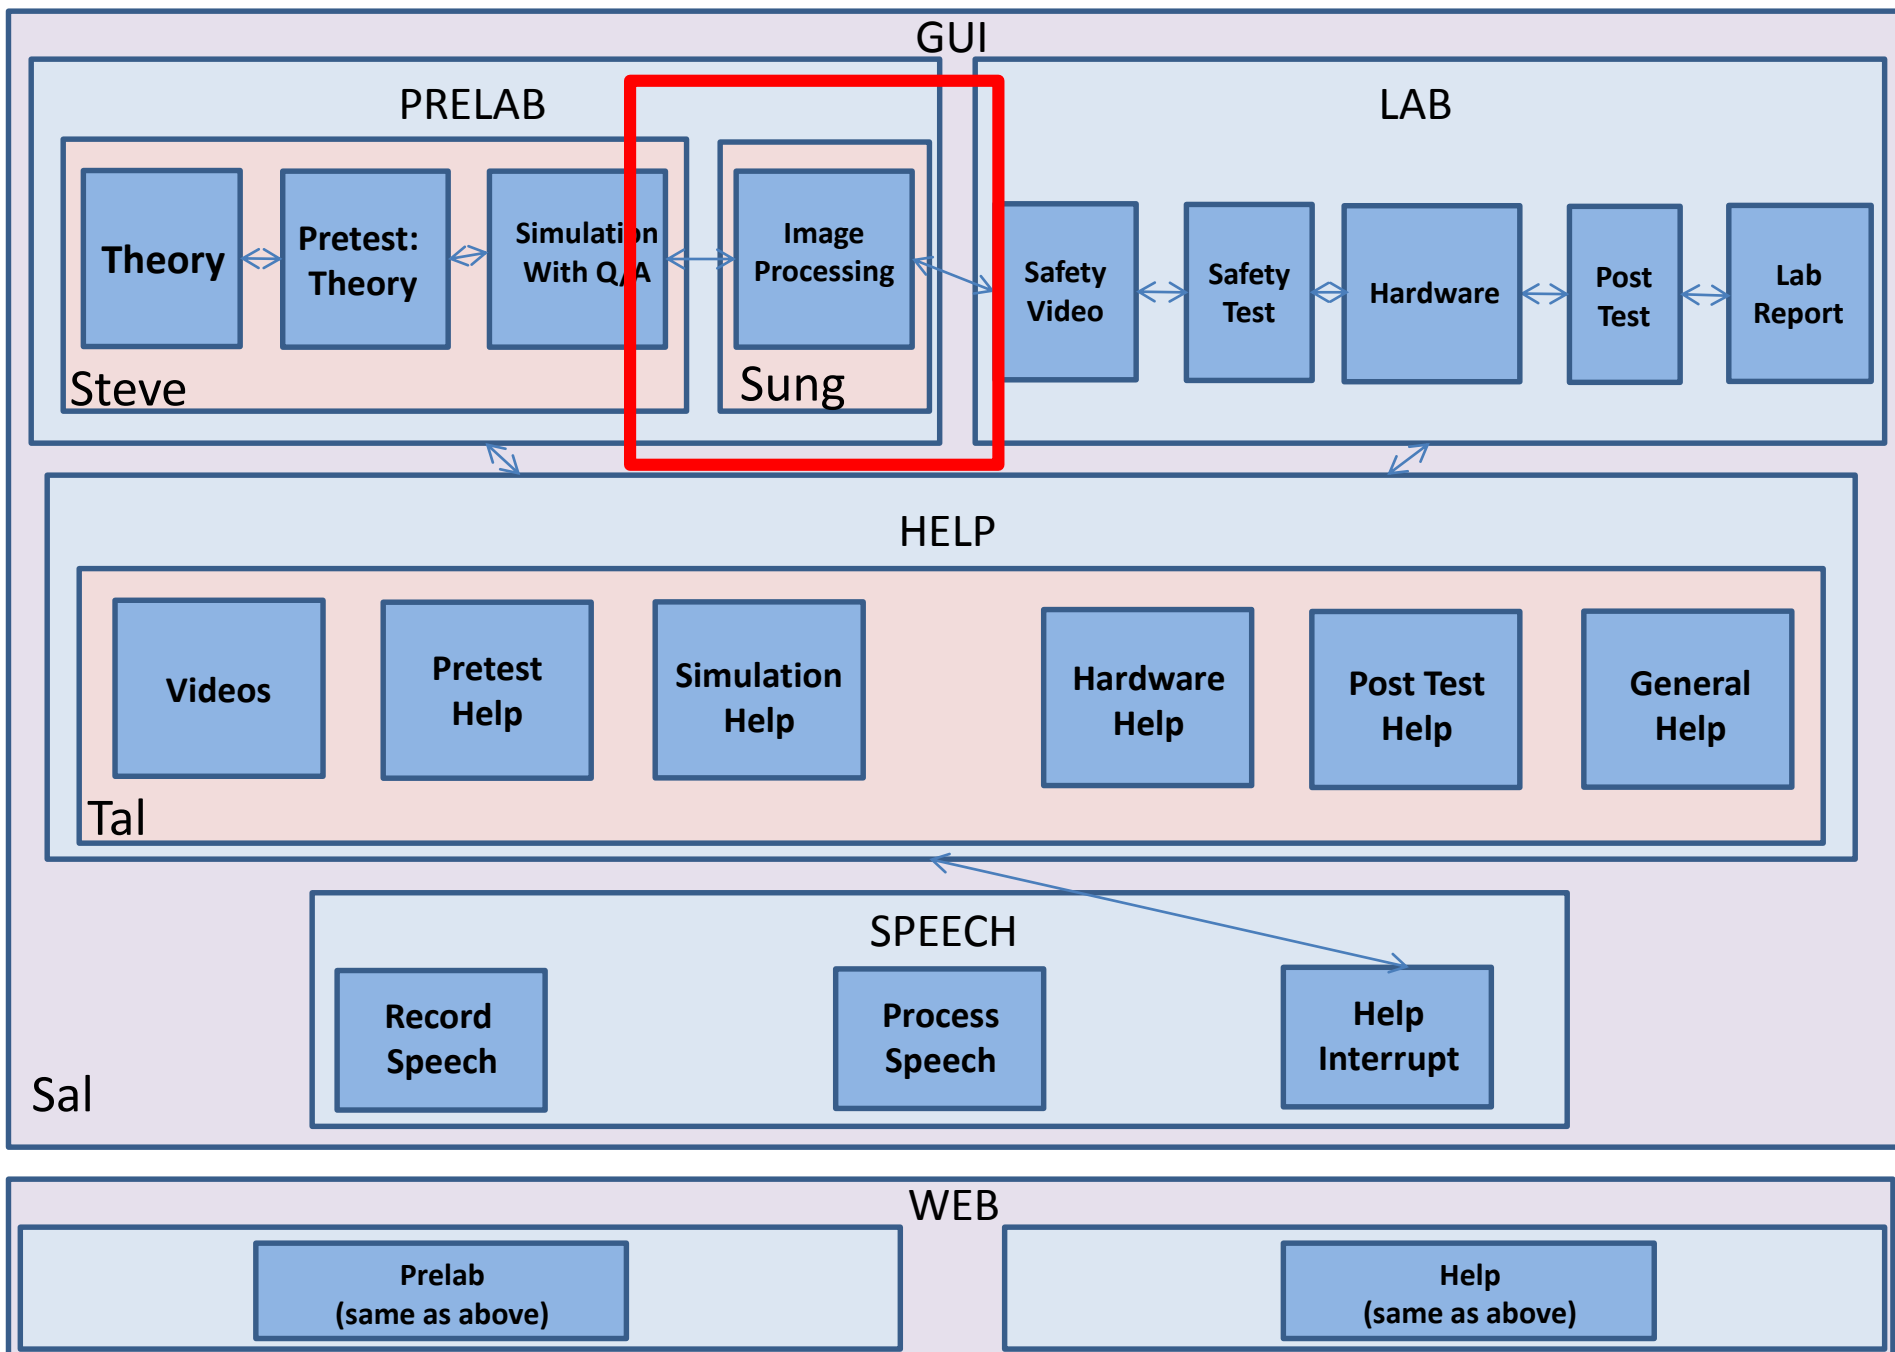 GUI
PRELAB
Theory
Pretest:
Theory
Simulation
With Q/A
Steve
Image
Processing
Sung
LAB
Safety
Video
Safety
Test
Hardware
Post
Test
Lab
Report
HELP
Videos
Pretest
Help
Simulation
Help
Hardware
Help
Post Test
Help
General
Help
Tal
SPEECH
Record
Speech
Process
Speech
Help
Interrupt
Sal
WEB
Prelab
(same as above)
Help
(same as above)